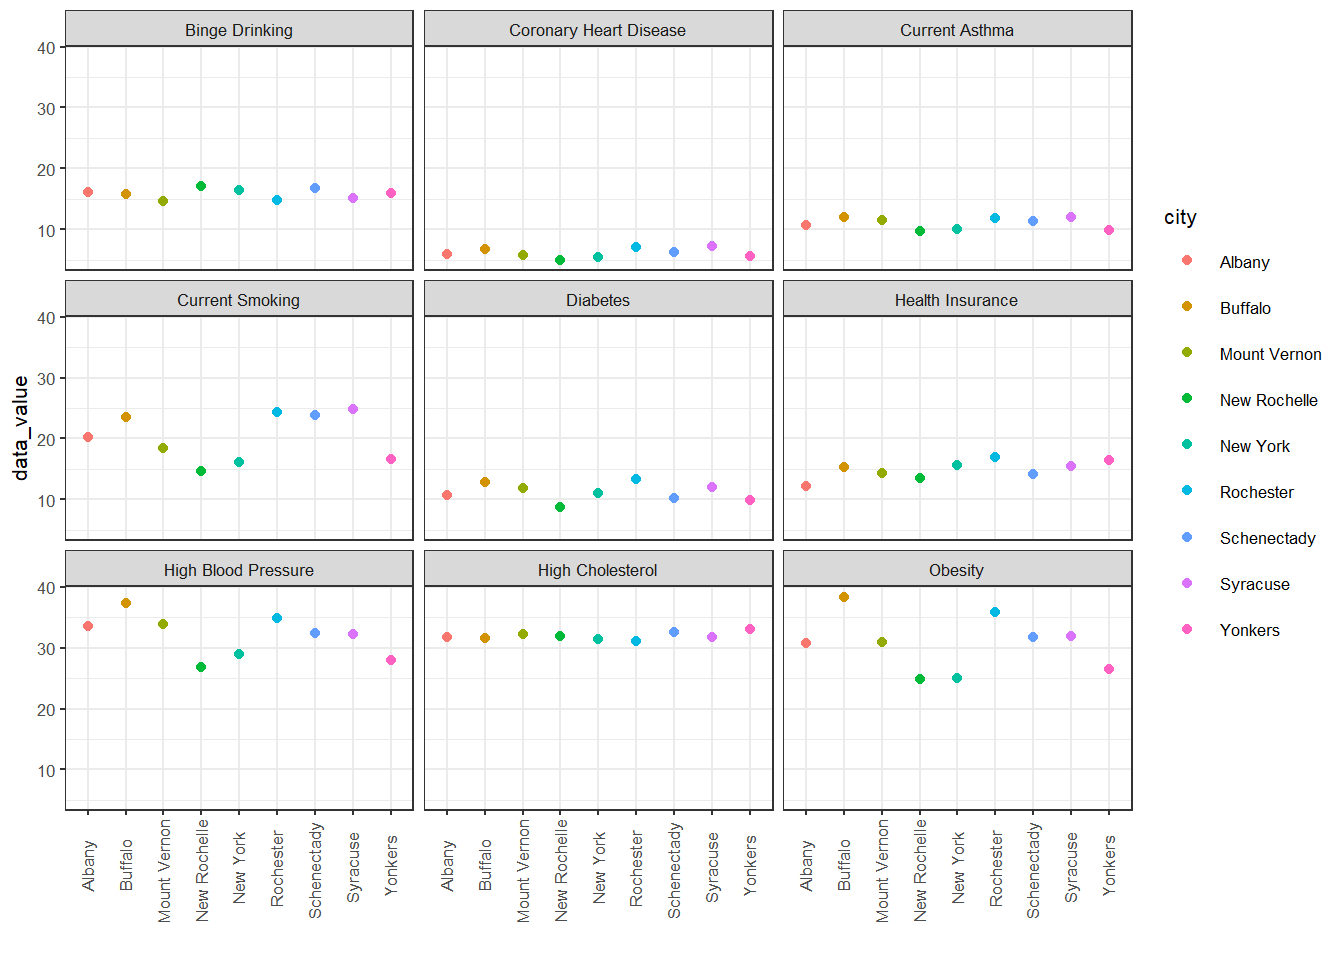 Binge Drinking
Coronary Heart Disease
Current Asthma
40
30
20
10
Current Smoking
Diabetes
Health Insurance
40
30
20
10
High Blood Pressure
High Cholesterol
Obesity
40
30
20
10
data_value
Albany
Buffalo
Mount Vernon
New Rochelle
New York
Rochester
Schenectady
Syracuse
Yonkers
Albany
Buffalo
Mount Vernon
New Rochelle
New York
Rochester
Schenectady
Syracuse
Yonkers
Albany
Buffalo
Mount Vernon
New Rochelle
New York
Rochester
Schenectady
Syracuse
Yonkers
city
Albany
Buffalo
Mount Vernon
New Rochelle
New York
Rochester
Schenectady
Syracuse
Yonkers